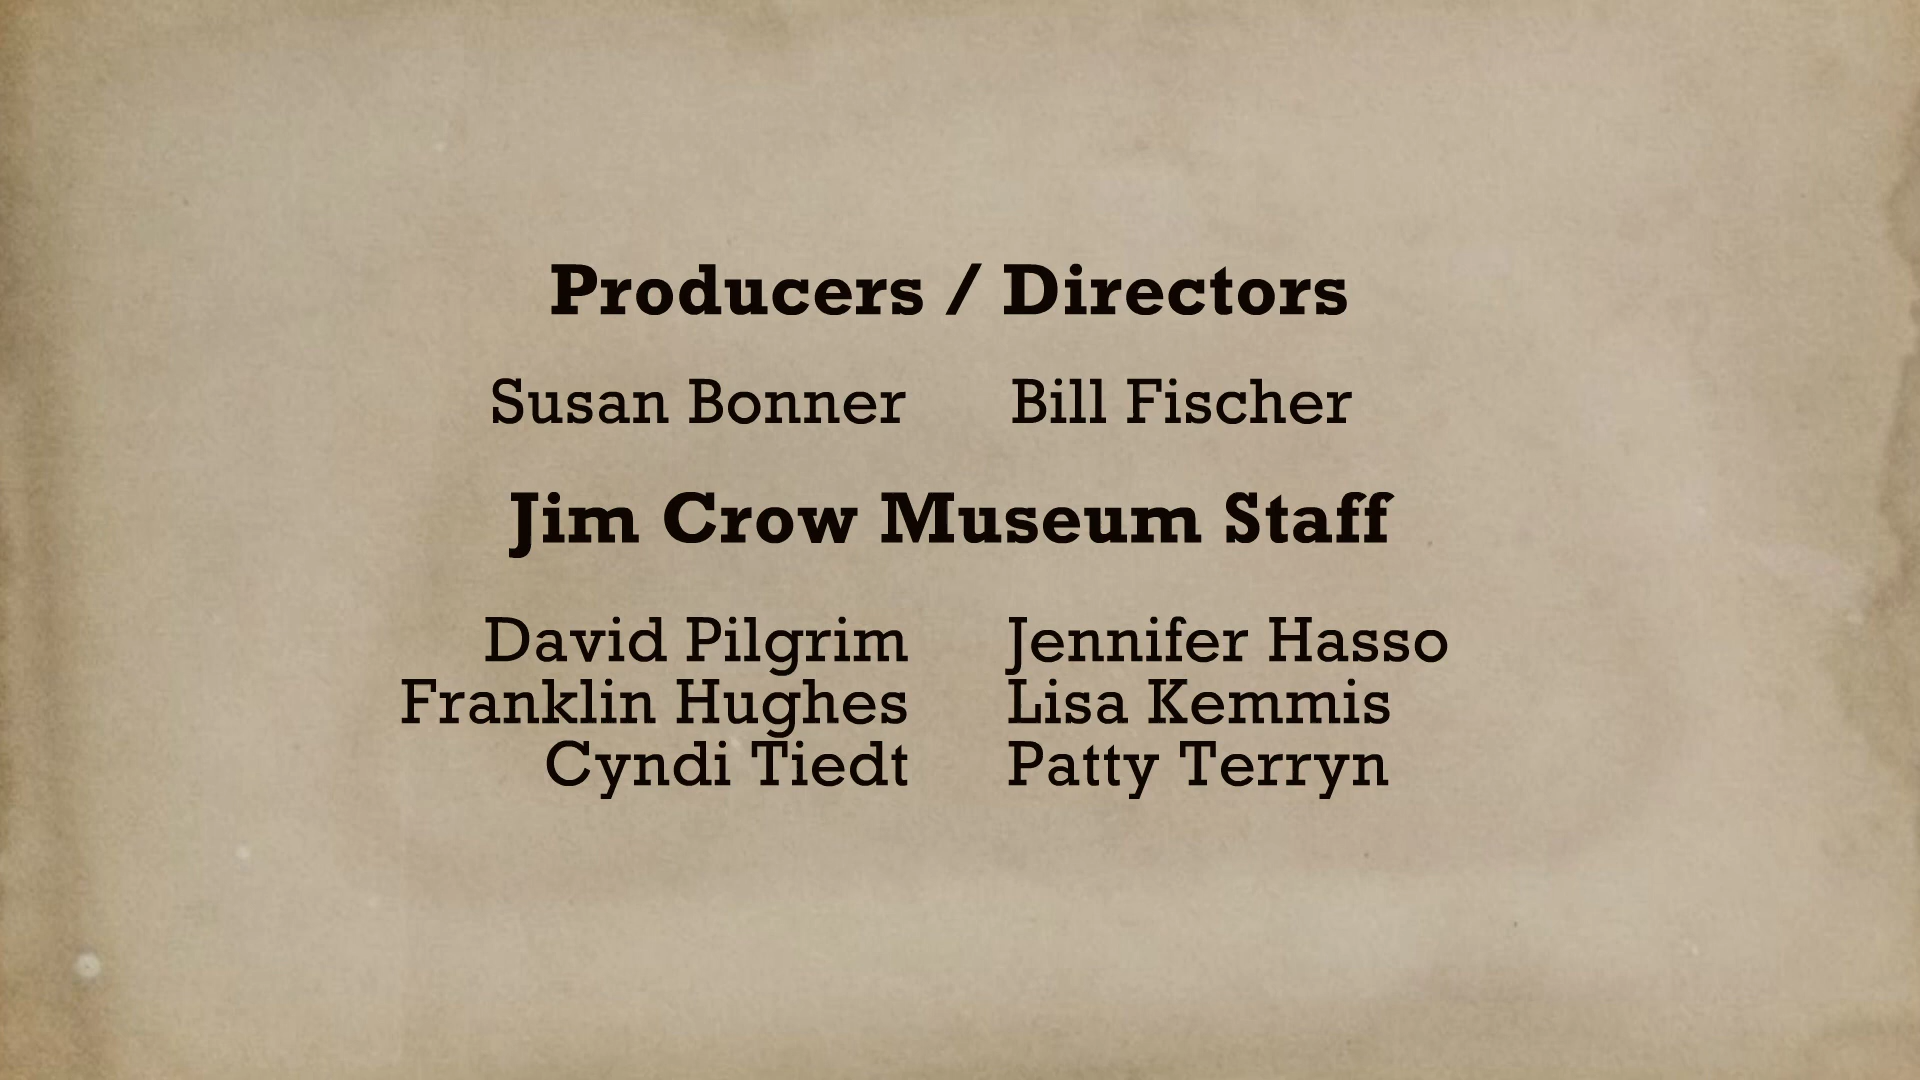 Producers / Directors
Susan Bonner Bill Fischer
Jim Crow Museum Staff
David Pilgrim Jennifer Hasso
Franklin Hughes Lisa Kemmis
Cyndi Tiedt Patty Terryn